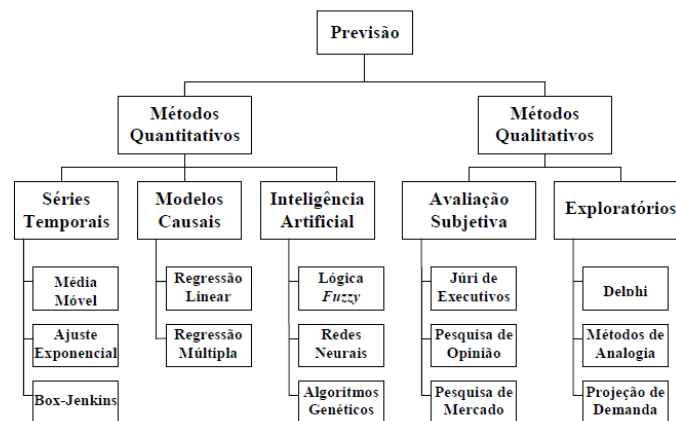 Previsão
Métodos
Quantitativos
Métodos
Qualitativos
Séries
Temporais
Modelos
Causais
Inteligência
Artificial
Avaliação
Subjetiva
Exploratórios
Média
Móvel
Ajuste
Exponencial
Box-Jenkins
Regressão
Linear
Regressão
Múltipla
Lógica
Fuzzy
Redes
Neurais
Algoritmos
Genéticos
Júri de
Executivos
Pesquisa de
Opinião
Pesquisa de
Mercado
Delphi
Métodos de
Analogia
Projeção de
Demanda